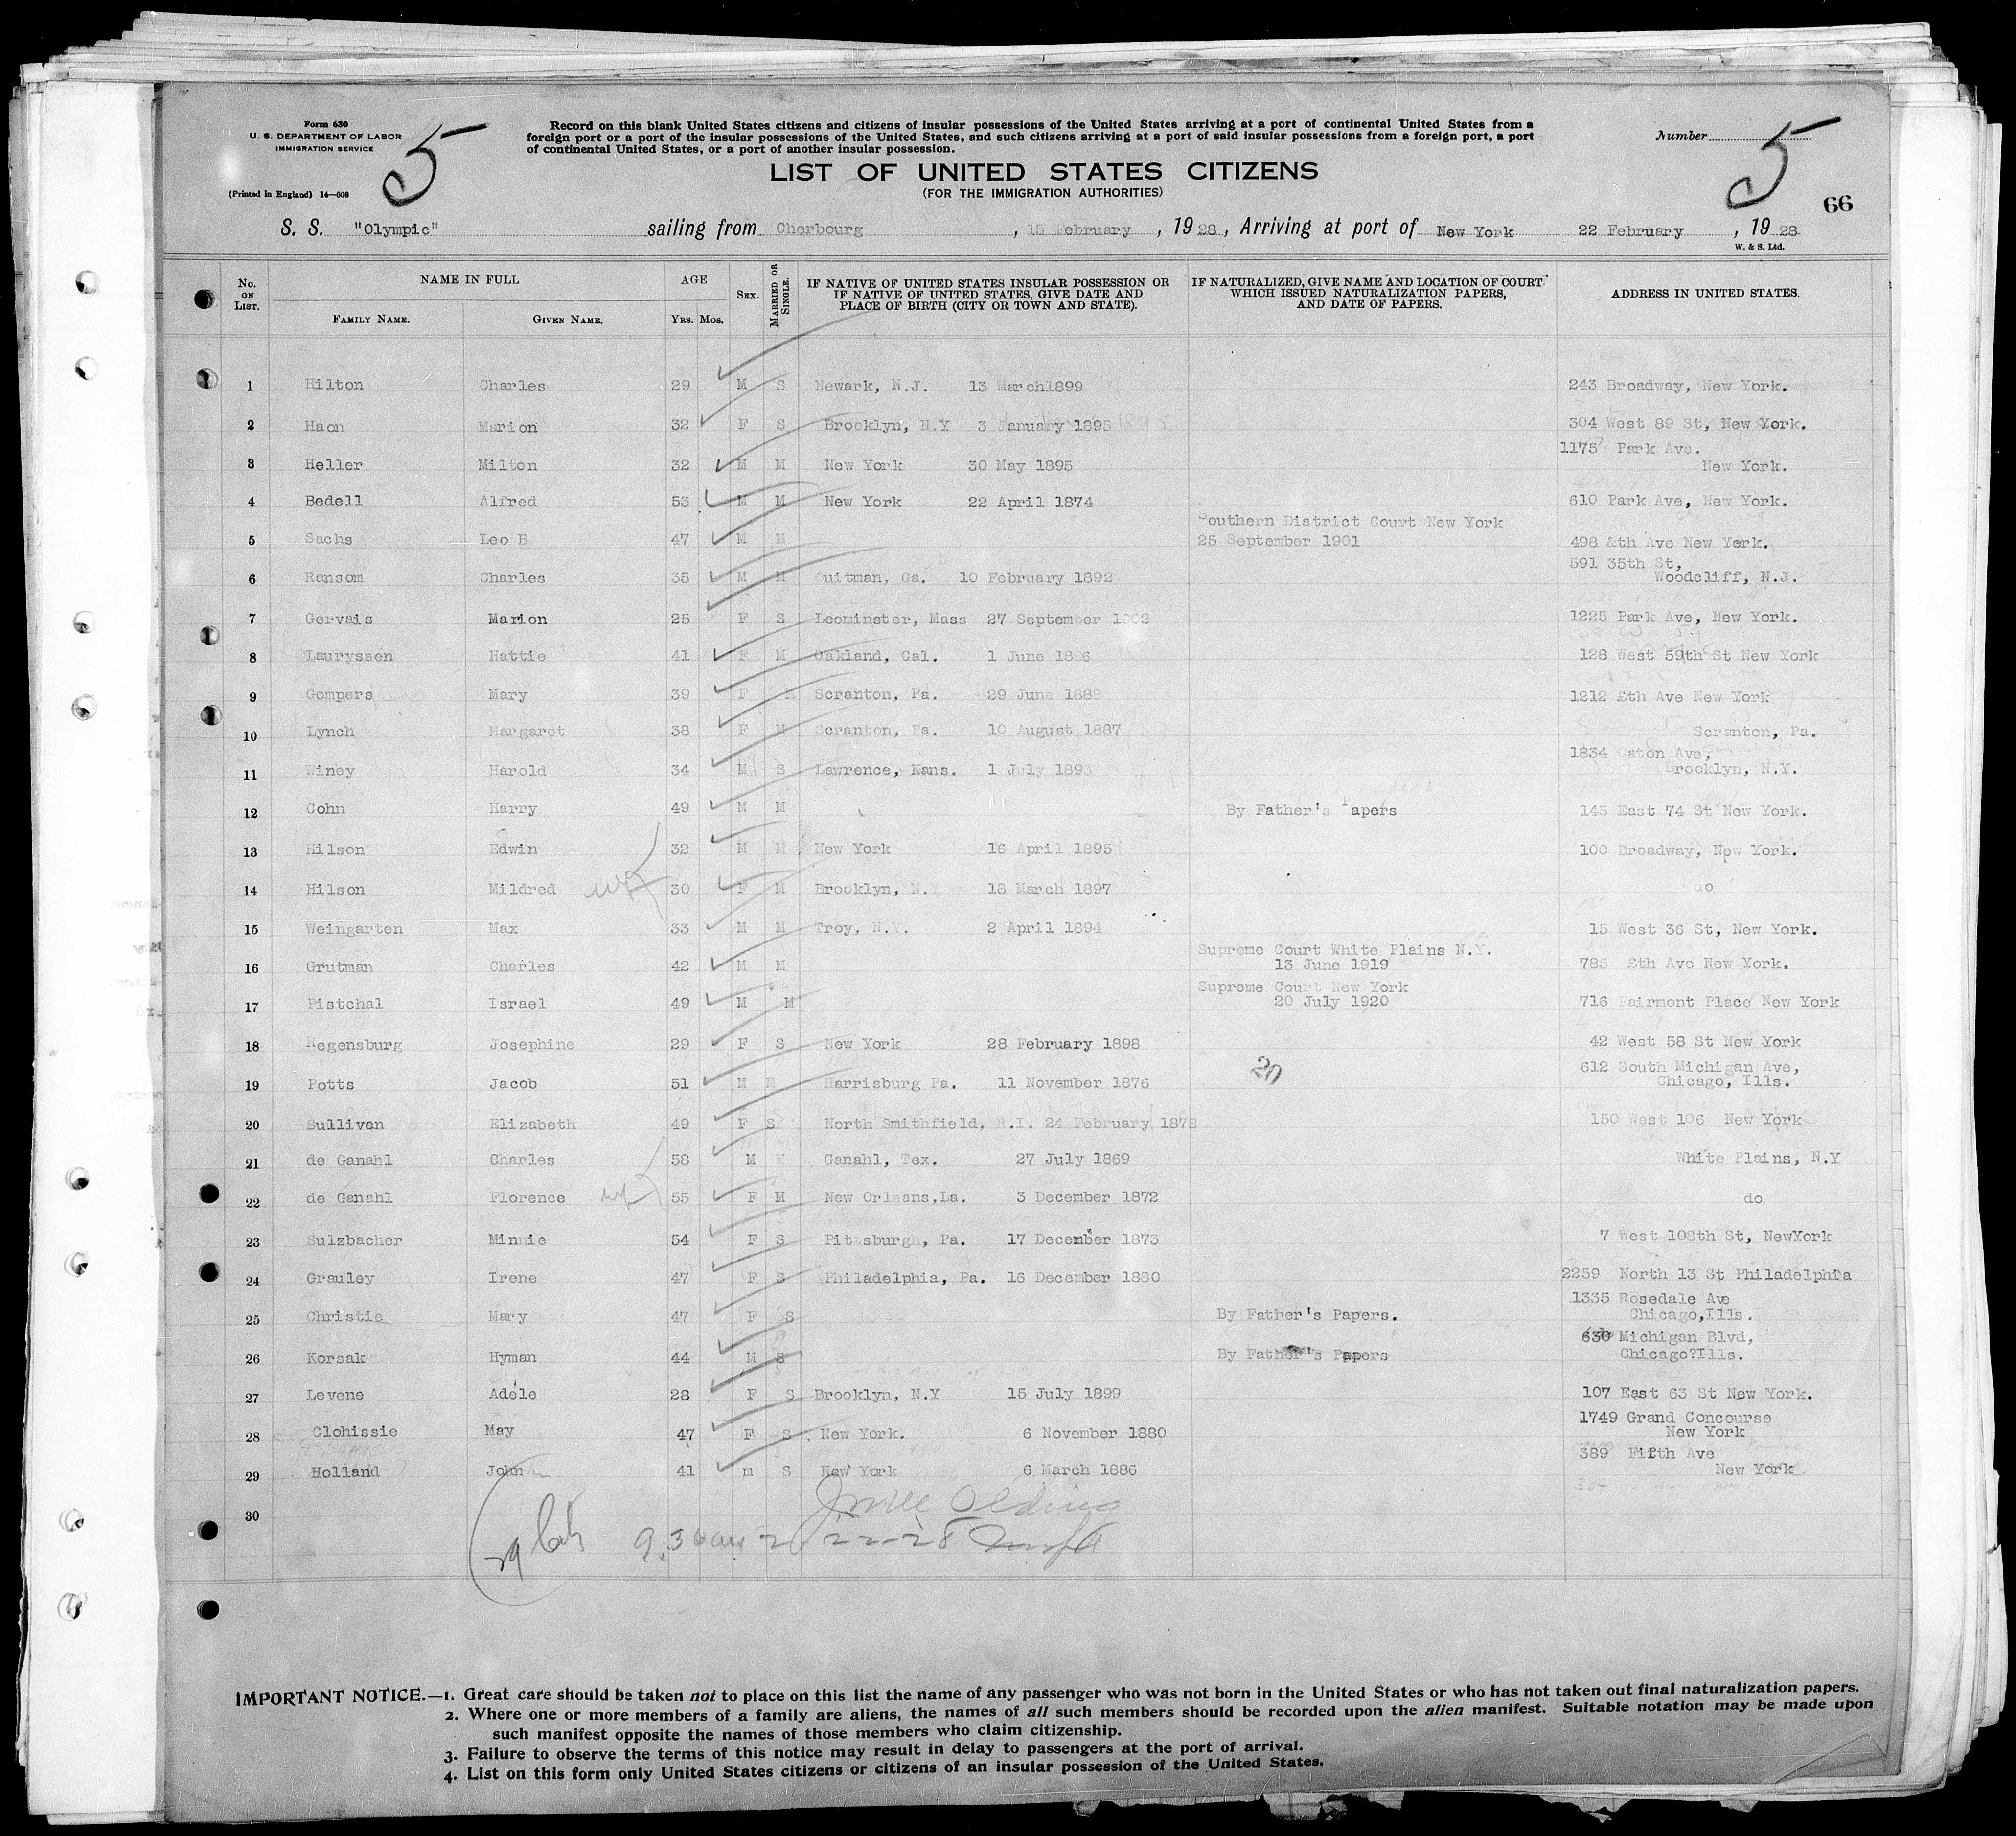 Form 630
U. S. DEPARTMENT OF LABOR
IMMIGRATION SERVICE
(Printed in England) 14—608
5
Record on this blank United States citizens and citizens of insular possessions of the United States arriving at a port of continental United States from a
foreign port or a port of the insular possessions of the United States, and such citizens arriving at a port of said insular possessions from a foreign port, a port
of continental United States, or a port of another insular possession.
Number 5
LIST OF UNITED STATES CITIZENS
(FOR THE IMMIGRATION AUTHORITIES)
66
S. S. "Olympic" sailing from Cherbourg, 15 February, 1928, Arriving at port of New York 22 February, 1928
W. & S. Ltd.
No. ON LIST. NAME IN FULL FAMILY NAME. GIVEN NAME. AGE YRS. MOS. SEX. MARRIED OR SINGLE. IF NATIVE OF UNITED STATES INSULAR POSSESSION OR IF NATIVE OF UNITED STATES, GIVE DATE AND PLACE OF BIRTH (CITY OR TOWN AND STATE). IF NATURALIZED, GIVE NAME AND LOCATION OF COURT WHICH ISSUED NATURALIZATION PAPERS, AND DATE OF PAPERS. ADDRESS IN UNITED STATES.
1 Hilton Charles 29 M S Newark, N.J. 13 March1899 243 Broadway, New York.
2 Haon Marion 32 F S Brooklyn, N.Y 3 January 1895 304 West 89 St, New York.
1175 Park Ave.
3 Heller Milton 32 M M New York 30 May 1895 New York.
4 Bedell Alfred 53 M M New York 22 April 1874 610 Park Ave, New York.
Southern District Court New York
5 Sachs Leo B 47 M M 25 September 1901 498 &th Ave New York.
591 35th St,
6 Ransom Charles 35 M M Quitman, Ga. 10 February 1892 Woodcliff, N.J.
7 Gervais Marion 25 F S Leominster, Mass 27 September 1902 1225 Park Ave, New York.
8 Lauryssen Hattie 41 F M Oakland, Cal. 1 June 1886 128 West 59th St New York
9 Gompers Mary 39 F M Scranton, Pa. 29 June 1888 1212 &th Ave New York
10 Lynch Margaret 38 F M Scranton, Pa. 10 August 1887 Scranton, Pa.
1834 Caton Ave,
11 Winey Harold 34 M S Lawrence, Kans. 1 July 1893 Brooklyn, N.Y.
12 Cohn Harry 49 M M By Father's Papers 145 East 74 St New York.
13 Hilson Edwin 32 M M New York 16 April 1895 100 Broadway, New York.
14 Hilson Mildred wf 30 F M Brooklyn, N.Y 18 March 1897 do
15 Weingarten Max 33 M M Troy, N.Y. 2 April 1894 15 West 36 St, New York.
Supreme Court White Plains N.Y.
16 Grutman Charles 42 M M 13 June 1919 785 &th Ave New York.
Supreme Court New York
17 Pistchal Israel 49 M M 20 July 1920 716 Fairmont Place New York
18 Regensburg Josephine 29 F S New York 28 February 1898 42 West 58 St New York
20 612 South Michigan Ave,
19 Potts Jacob 51 M M Harrisburg Pa. 11 November 1876 Chicago, Ills.
20 Sullivan Elizabeth 49 F S North Smithfield, R.I. 24 February 1878 150 West 106 New York
21 de Ganahl Charles 58 M M Ganahl, Tex. 27 July 1869 White Plains, N.Y
22 de Ganahl Florence wf 55 F M New Orleans,La. 3 December 1872 do
23 Sulzbacher Minnie 54 F S Pittsburgh, Pa. 17 December 1873 7 West 108th St, NewYork
24 Grauley Irene 47 F S Philadelphia, Pa. 16 December 1880 2259 North 13 St Philadelphia
1335 Rosedale Ave
25 Christie Mary 47 F S By Father's Papers. Chicago,Ills.
630 Michigan Blvd,
26 Korsak Hyman 44 M S By Father's Papers Chicago?Ills.
27 Levene Adele 28 F S Brooklyn, N.Y 15 July 1899 107 East 63 St New York.
1749 Grand Concourse
28 Clohissie May 47 F S New York. 6 November 1880 New York
389 Fifth Ave
29 Holland John 41 m S New York 6 March 1886 New York
30
29 9.30am 2/22-28
IMPORTANT NOTICE.—1. Great care should be taken not to place on this list the name of any passenger who was not born in the United States or who has not taken out final naturalization papers.
2. Where one or more members of a family are aliens, the names of all such members should be recorded upon the alien manifest. Suitable notation may be made upon
such manifest opposite the names of those members who claim citizenship.
3. Failure to observe the terms of this notice may result in delay to passengers at the port of arrival.
4. List on this form only United States citizens or citizens of an insular possession of the United States.